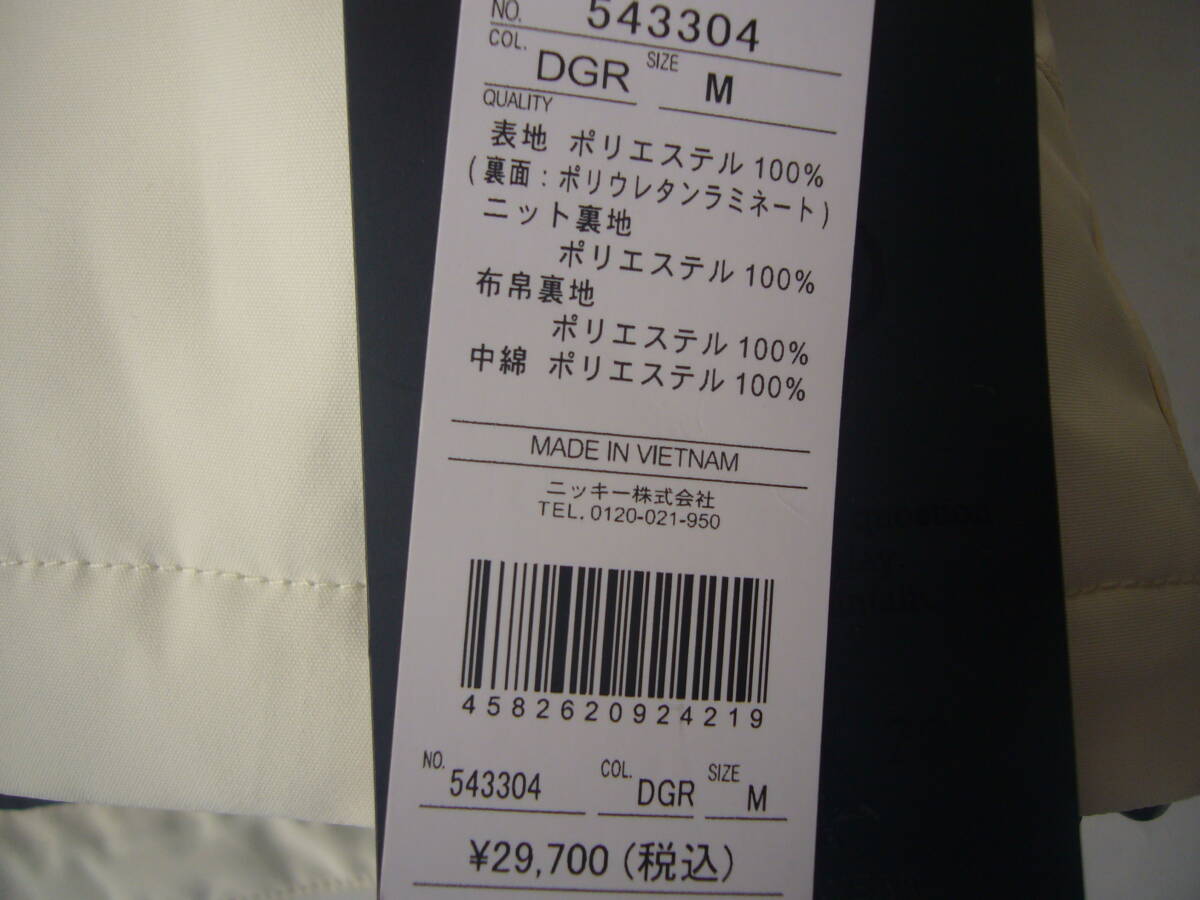 NO. 543304
COL. DGR SIZE M
QUALITY
表地 ポリエステル 100%
(裏面：ポリウレタンラミネート)
ニット裏地
ポリエステル 100%
布帛裏地
ポリエステル 100%
中綿 ポリエステル 100%
MADE IN VIETNAM
ニッキー株式会社
TEL. 0120-021-950
4582620924219
NO. 543304 COL. DGR SIZE M
¥29,700 (税込)